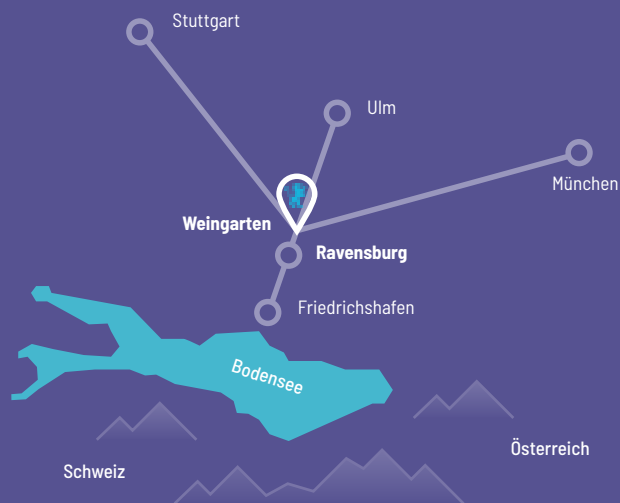 Stuttgart
Ulm
München
Weingarten
Ravensburg
Friedrichshafen
Bodensee
Österreich
Schweiz